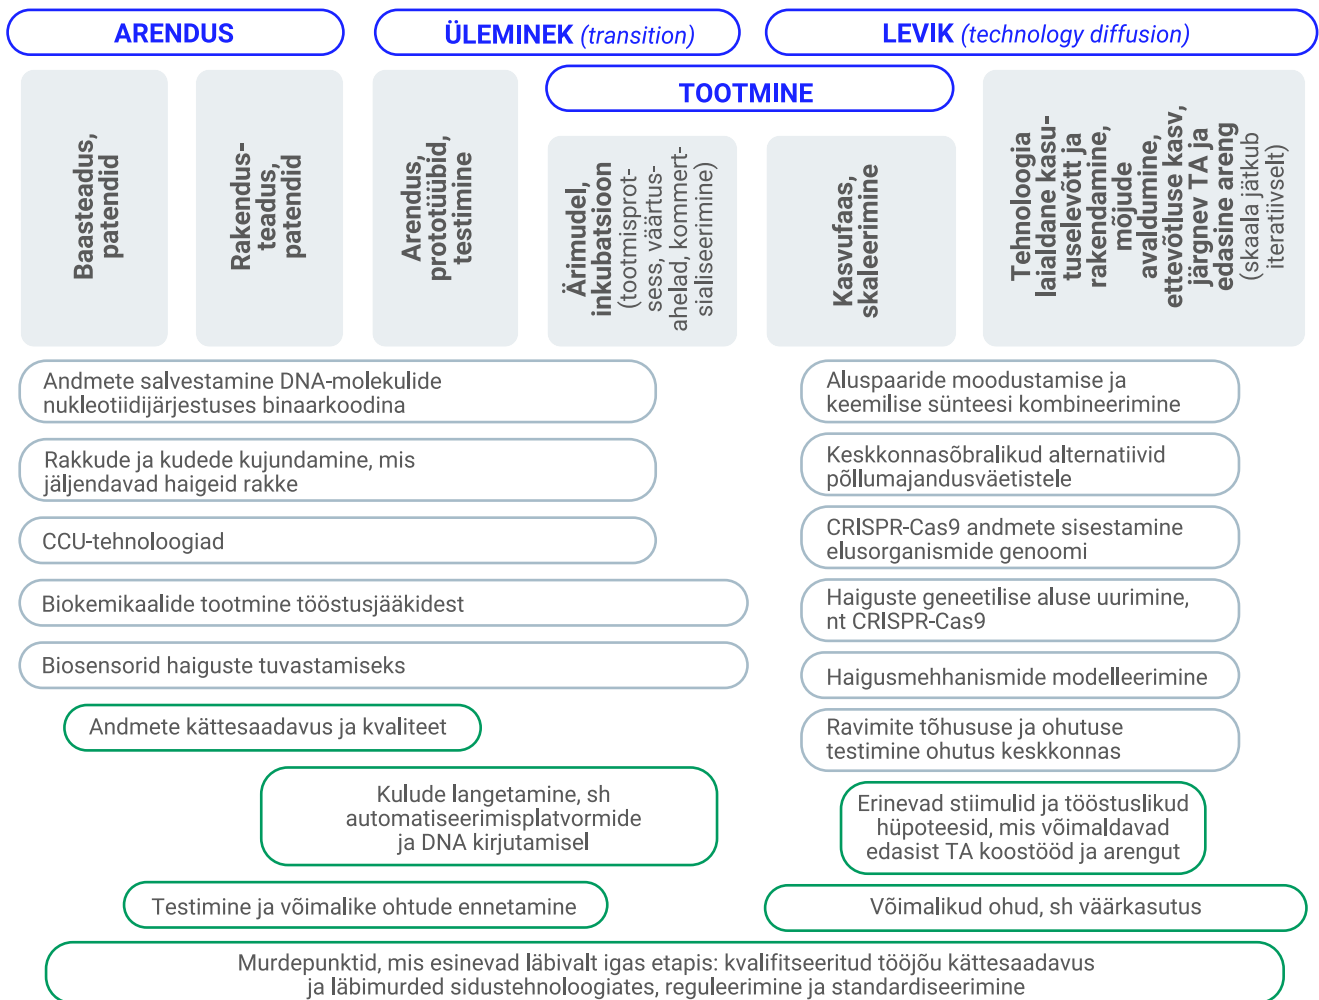 ARENDUS
ÜLEMINEK (transition)
LEVIK (technology diffusion)
TOOTMINE
Baasteadus,
patendid
Rakendus-
teadus,
patendid
Arendus,
prototüübid,
testimine
Ärimudel,
inkubatsioon
(tootmisprot-
sess, väärtus-
ahelad, kommert-
sialiseerimine)
Kasvufaas,
skaleerimine
Tehnoloogia
laialdane kasu-
tuselevõtt ja
rakendamine,
mõjude
avaldumine,
ettevõtluse kasv,
järgnev TA ja
edasine areng
(skaala jätkub
iteratiivselt)
Andmete salvestamine DNA-molekulide
nukleotiidijärjestuses binaarkoodina
Rakkude ja kudede kujundamine, mis
jäljendavad haigeid rakke
CCU-tehnoloogiad
Biokemikaalide tootmine tööstusjääkidest
Biosensorid haiguste tuvastamiseks
Aluspaaride moodustamise ja
keemilise sünteesi kombineerimine
Keskkonnasõbralikud alternatiivid
põllumajandusväetistele
CRISPR-Cas9 andmete sisestamine
elusorganismide genoomi
Haiguste geneetilise aluse uurimine,
nt CRISPR-Cas9
Haigusmehhanismide modelleerimine
Ravimite tõhususe ja ohutuse
testimine ohutus keskkonnas
Andmete kättesaadavus ja kvaliteet
Kulude langetamine, sh
automatiseerimisplatvormide
ja DNA kirjutamisel
Erinevad stiimulid ja tööstuslikud
hüpoteesid, mis võimaldavad
edasist TA koostööd ja arengut
Testimine ja võimalike ohtude ennetamine
Võimalikud ohud, sh väärkasutus
Murdepunktid, mis esinevad läbivalt igas etapis: kvalifitseeritud tööjõu kättesaadavus
ja läbimurded sidustehnoloogiates, reguleerimine ja standardiseerimine